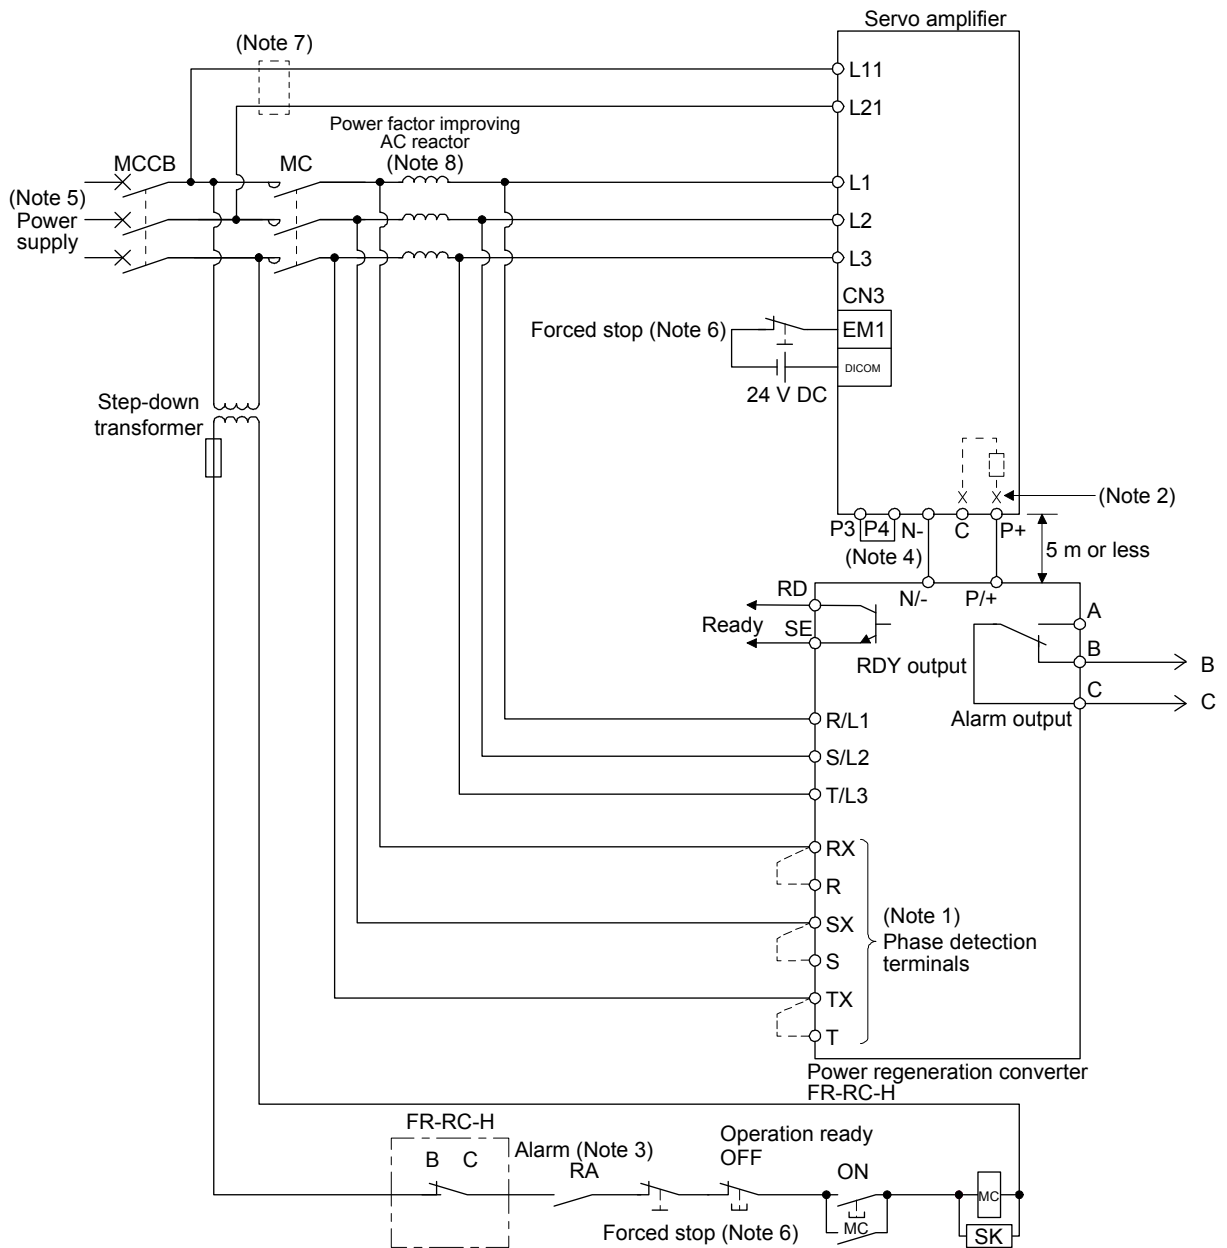 Servo amplifier
(Note 7)
L11
L21
Power factor improving
AC reactor
(Note 8)
MCCB
MC
(Note 5)
Power
supply
L1
L2
L3
CN3
Forced stop (Note 6)
EM1
DICOM
24 V DC
Step-down
transformer
(Note 2)
P3
P4
N-
C
P+
(Note 4)
5 m or less
N/-
P/+
RD
Ready
SE
RDY output
A
B
B
C
C
Alarm output
R/L1
S/L2
T/L3
RX
R
SX
S
TX
T
(Note 1)
Phase detection
terminals
Power regeneration converter
FR-RC-H
FR-RC-H
B
C
Alarm (Note 3)
RA
Operation ready
OFF
ON
Forced stop (Note 6)
MC
MC
SK